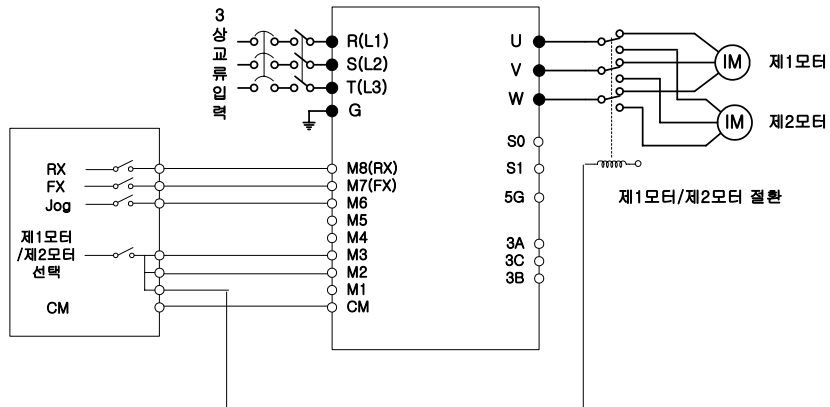 3
상
교
류
입
력
R(L1)
S(L2)
T(L3)
G
U
V
W
IM
제1모터
IM
제2모터
S0
S1
5G
제1모터/제2모터 절환
3A
3C
3B
RX
FX
Jog
제1모터
/제2모터
선택
CM
M8(RX)
M7(FX)
M6
M5
M4
M3
M2
M1
CM